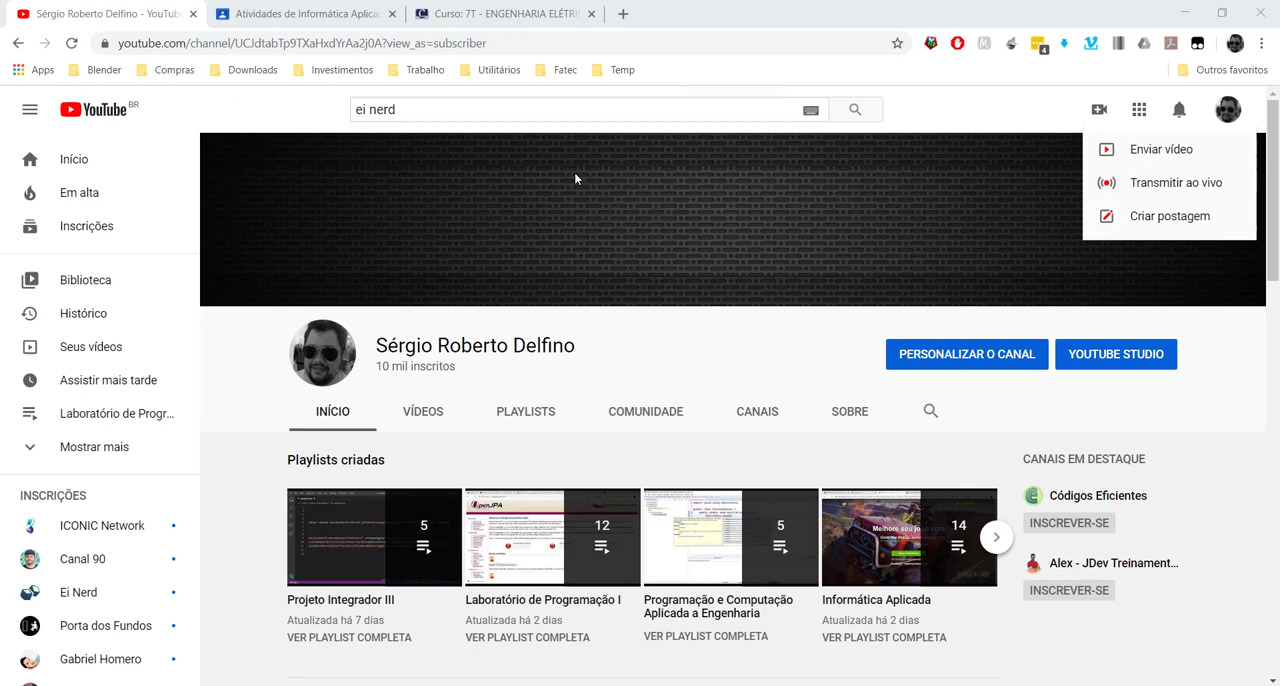 Sérgio Roberto Delfino - YouTub
Atividades de Informática Aplicaç
Curso: 7T - ENGENHARIA ELÉTRI
youtube.com/channel/UCJdtabTp9TXaHxdYrAa2j0A?view_as=subscriber
4
Apps
Blender
Compras
Downloads
Investimentos
Trabalho
Utilitários
Fatec
Temp
Outros favoritos
YouTube BR
ei nerd
Enviar vídeo
Transmitir ao vivo
Criar postagem
Início
Em alta
Inscrições
Biblioteca
Histórico
Seus vídeos
Assistir mais tarde
Laboratório de Progr...
Mostrar mais
INSCRIÇÕES
ICONIC Network
Canal 90
Ei Nerd
Porta dos Fundos
Gabriel Homero
Sérgio Roberto Delfino
10 mil inscritos
PERSONALIZAR O CANAL
YOUTUBE STUDIO
INÍCIO
VÍDEOS
PLAYLISTS
COMUNIDADE
CANAIS
SOBRE
Playlists criadas
5
12
5
14
OpenJPA
Melhore seu jo
Projeto Integrador III
Atualizada há 7 dias
VER PLAYLIST COMPLETA
Laboratório de Programação I
Atualizada há 2 dias
VER PLAYLIST COMPLETA
Programação e Computação
Aplicada a Engenharia
VER PLAYLIST COMPLETA
Informática Aplicada
Atualizada há 2 dias
VER PLAYLIST COMPLETA
CANAIS EM DESTAQUE
Códigos Eficientes
INSCREVER-SE
Alex - JDev Treinament...
INSCREVER-SE